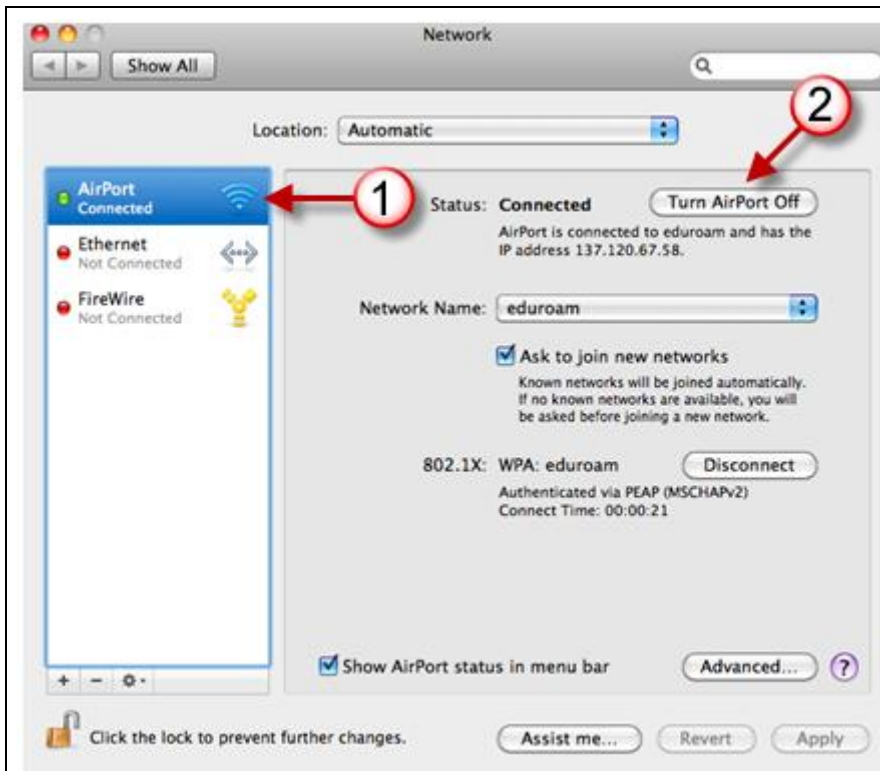 Network
Show All
2
Location: Automatic
AirPort
Connected
1
Status: Connected
Turn AirPort Off
AirPort is connected to eduroam and has the
IP address 137.120.67.58.
Ethernet
Not Connected
FireWire
Not Connected
Network Name: eduroam
Ask to join new networks
Known networks will be joined automatically.
If no known networks are available, you will
be asked before joining a new network.
802.1X: WPA: eduroam
Disconnect
Authenticated via PEAP (MSCHAPv2)
Connect Time: 00:00:21
Show AirPort status in menu bar
Advanced...
?
+ -
Click the lock to prevent further changes.
Assist me...
Revert
Apply